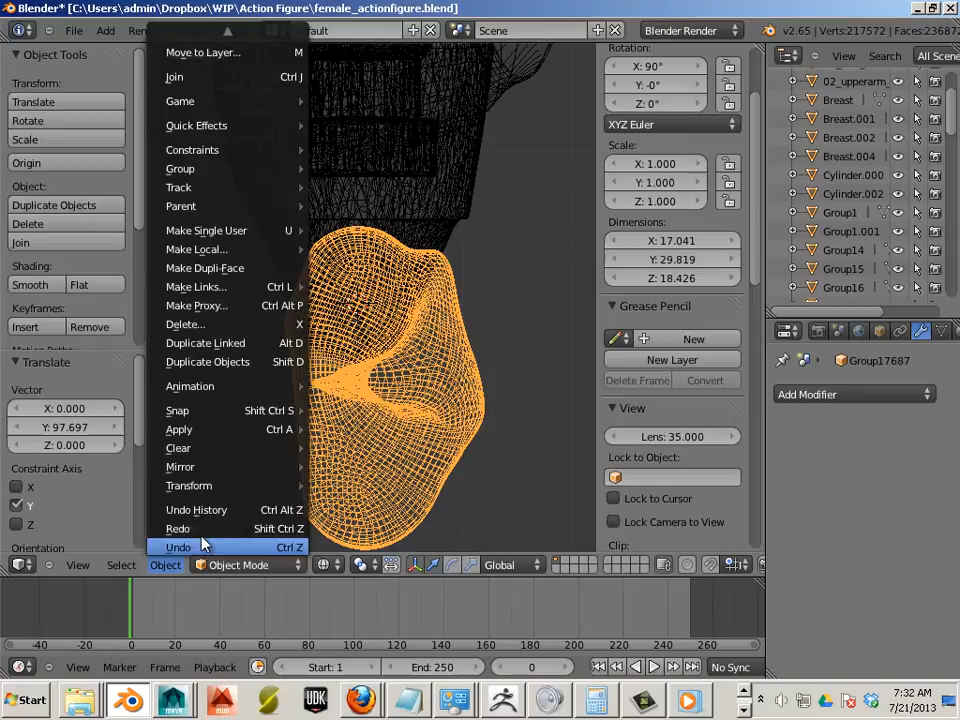 Blender* [C:\Users\admin\Dropbox\WIP\Action Figure\female_actionfigure.blend]
File Add Ren fault Scene Blender Render v2.65 | Verts:217572 | Faces:23687
Object Tools
Transform:
Translate
Rotate
Scale
Origin
Object:
Duplicate Objects
Delete
Join
Shading:
Smooth Flat
Keyframes:
Insert Remove
Translate
Vector
X: 0.000
Y: 97.697
Z: 0.000
Constraint Axis
X
Y
Z
Orientation
Move to Layer... M
Join Ctrl J
Game
Quick Effects
Constraints
Group
Track
Parent
Make Single User U
Make Local...
Make Dupli-Face
Make Links... Ctrl L
Make Proxy... Ctrl Alt P
Delete... X
Duplicate Linked Alt D
Duplicate Objects Shift D
Animation
Snap Shift Ctrl S
Apply Ctrl A
Clear
Mirror
Transform
Undo History Ctrl Alt Z
Redo Shift Ctrl Z
Undo Ctrl Z
Rotation:
X: 90°
Y: -0°
Z: 0°
XYZ Euler
Scale:
X: 1.000
Y: 1.000
Z: 1.000
Dimensions:
X: 17.041
Y: 29.819
Z: 18.426
Grease Pencil
New
New Layer
Delete Frame Convert
View
Lens: 35.000
Lock to Object:
Lock to Cursor
Lock Camera to View
Clip:
View Search All Scene
02_upperarm_
Breast
Breast.001
Breast.002
Breast.004
Cylinder.000
Cylinder.002
Group1
Group1.001
Group14
Group15
Group16
Group17687
Add Modifier
View Select Object Object Mode Global
-40 -20 0 20 40 60 80 100 120 140 160 180 200 220 240 260
View Marker Frame Playback Start: 1 End: 250 0 No Sync
Start MAYA MUD UDK
7:32 AM
7/21/2013